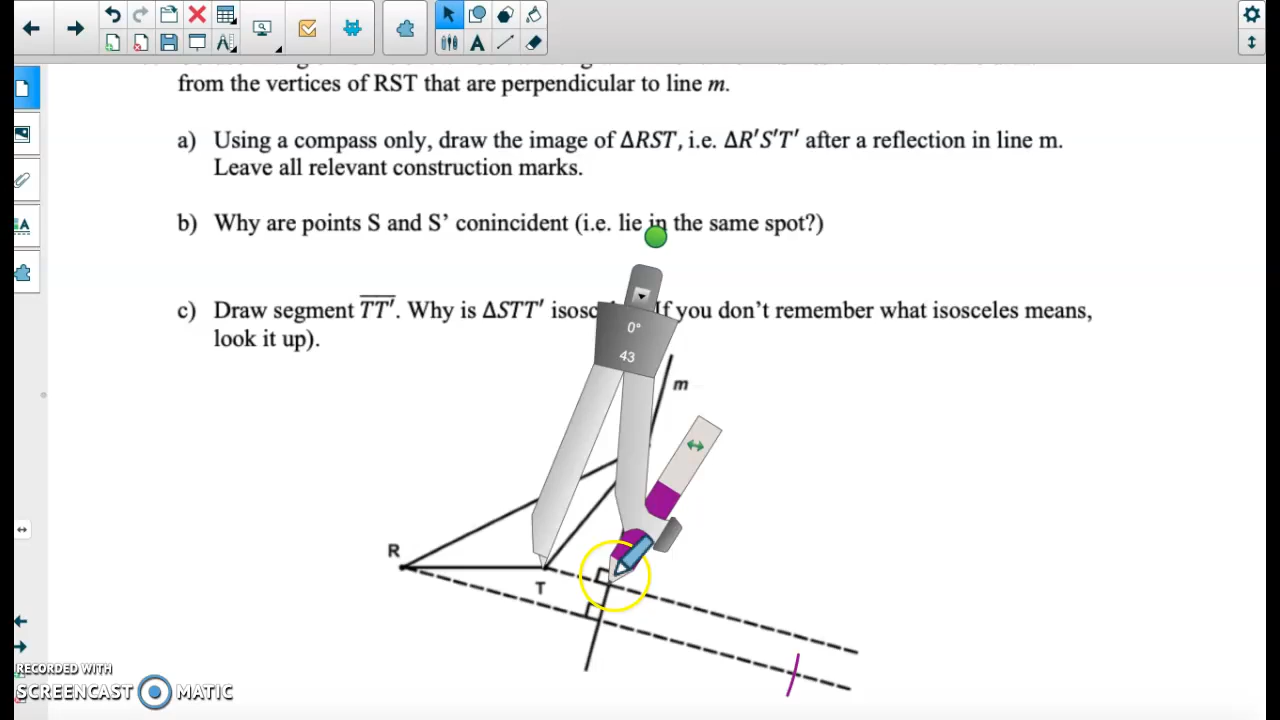 from the vertices of RST that are perpendicular to line m.
a) Using a compass only, draw the image of ΔRST, i.e. ΔR′S′T′ after a reflection in line m.
Leave all relevant construction marks.
b) Why are points S and S’ conincident (i.e. lie in the same spot?)
c) Draw segment TT′. Why is ΔSTT′ If you don’t remember what isosceles means,
look it up).
0°
43
m
R
T
RECORDED WITH
SCREENCAST MATIC